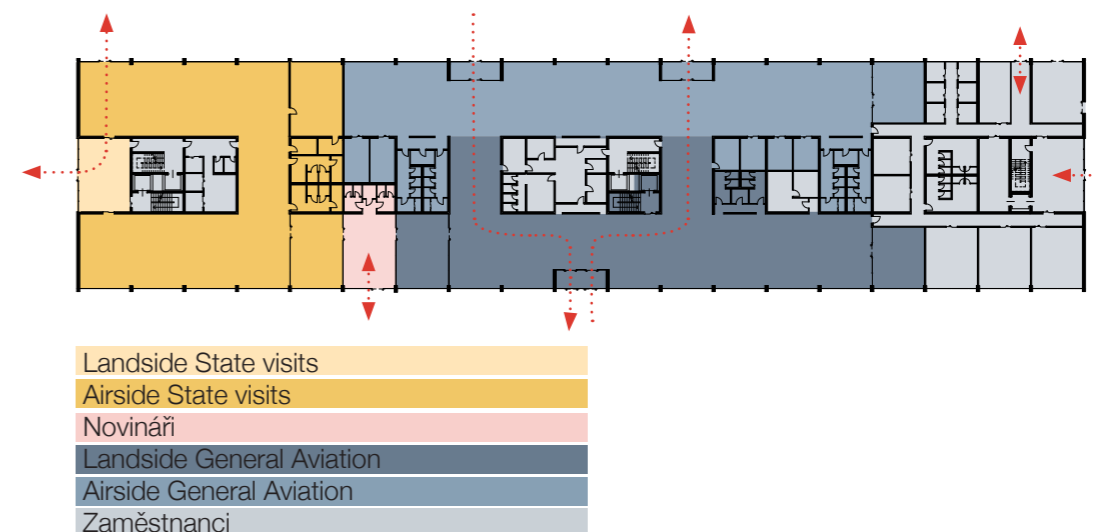 Landside State visits
Airside State visits
Novináři
Landside General Aviation
Airside General Aviation
Zaměstnanci